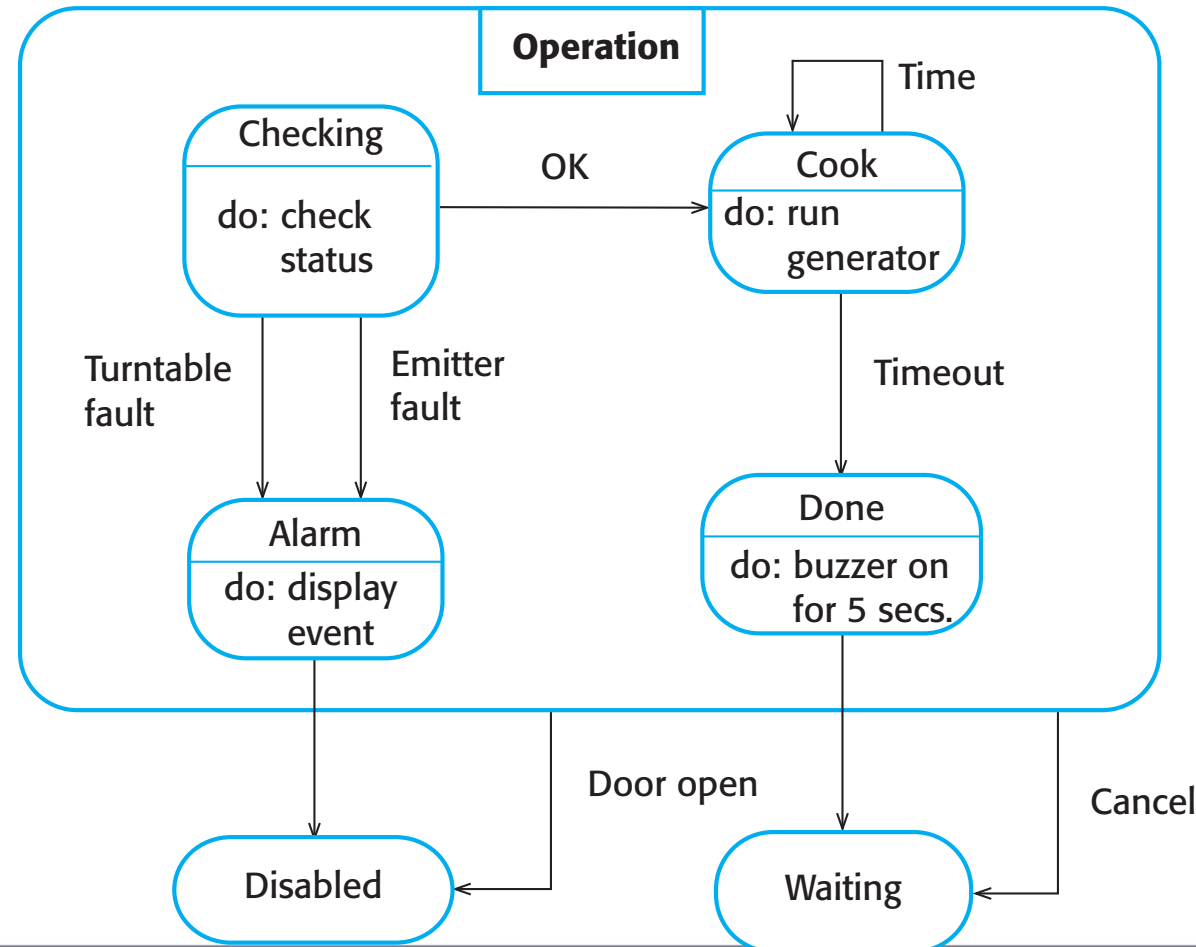 Operation
Time
Checking
do: check
status
OK
Cook
do: run
generator
Turntable
fault
Emitter
fault
Timeout
Alarm
do: display
event
Done
do: buzzer on
for 5 secs.
Door open
Cancel
Disabled
Waiting